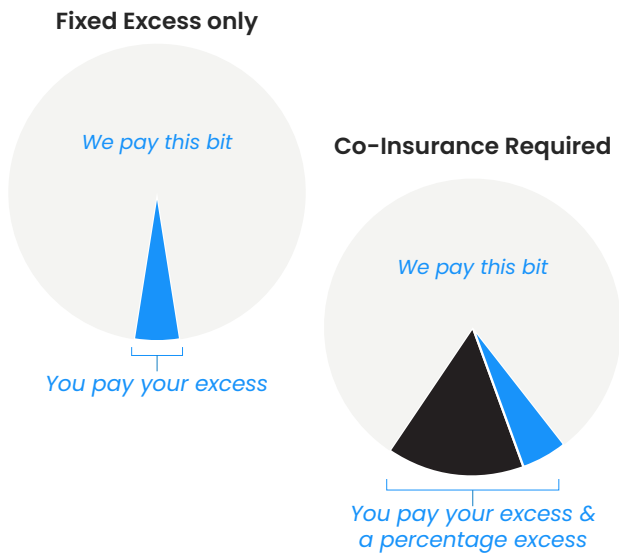 Fixed Excess only
We pay this bit
You pay your excess
Co-Insurance Required
We pay this bit
You pay your excess &
a percentage excess